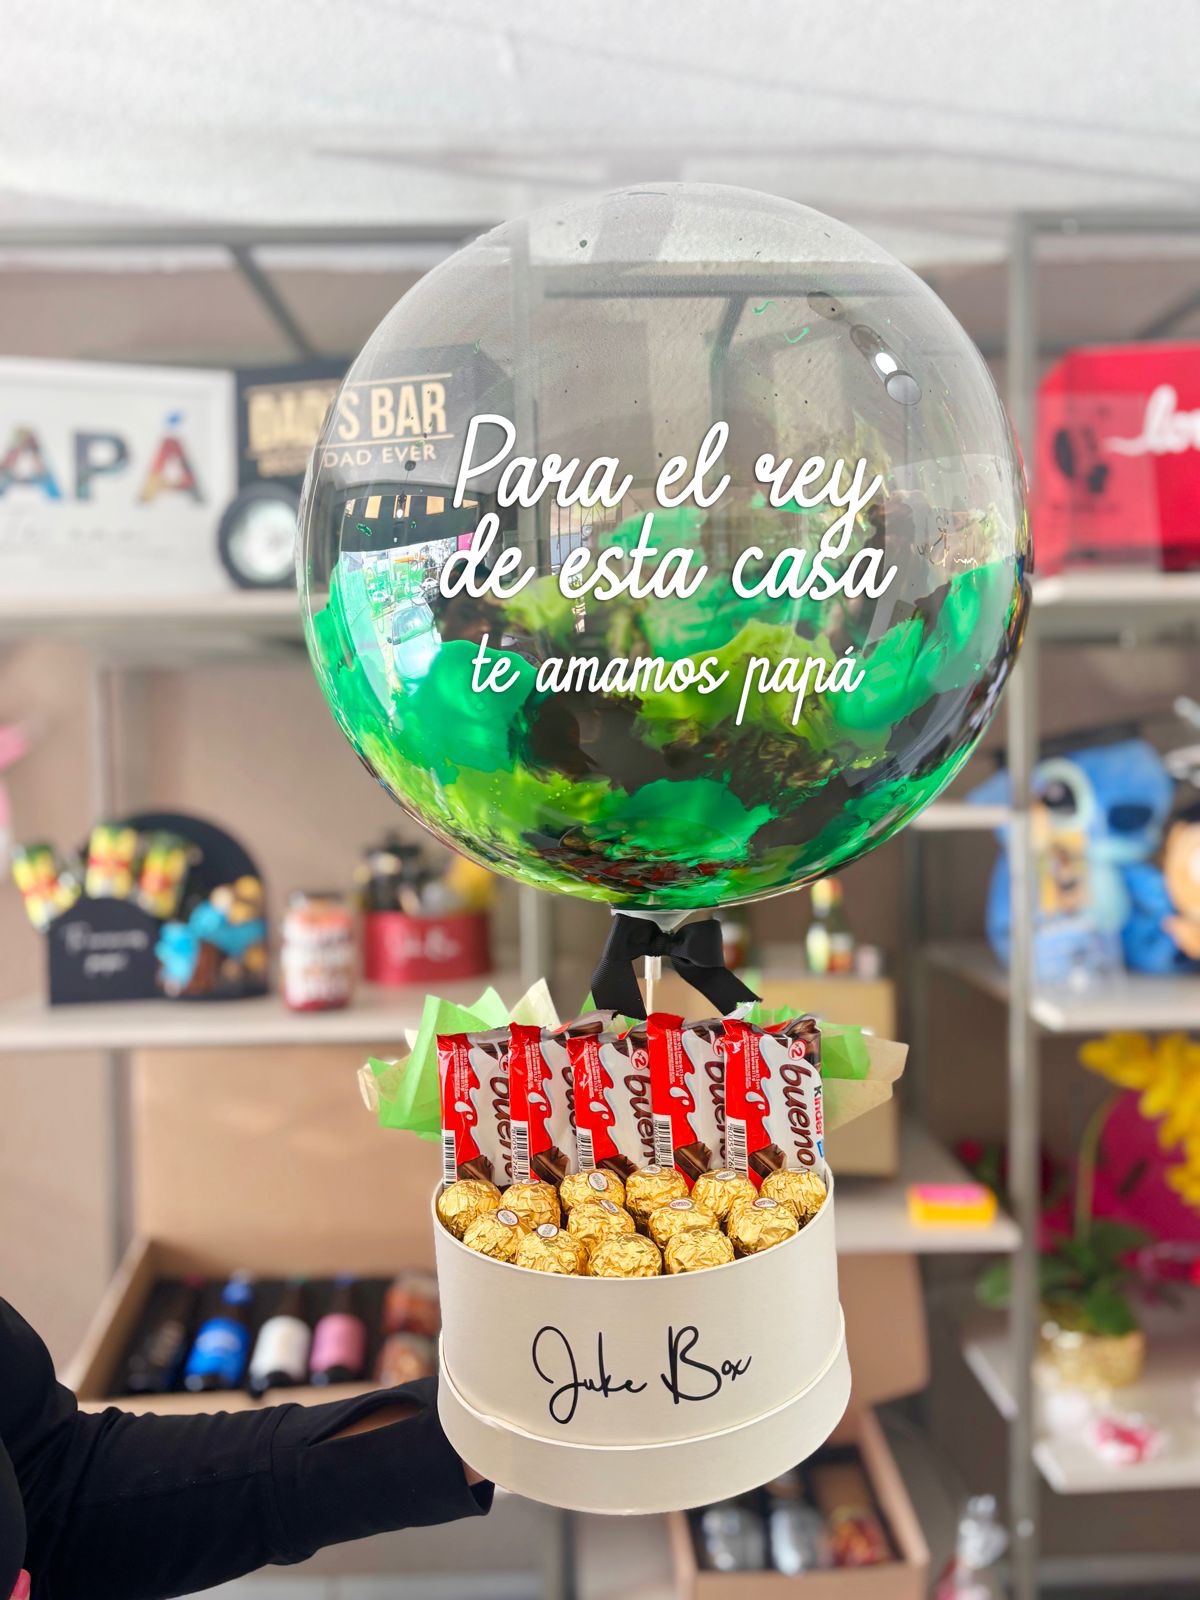 APÁ
DAD'S BAR
DAD EVER
Para el rey
de esta casa
te amamos papá
bueno
bueno
bueno
kinder
bueno
Juke Box